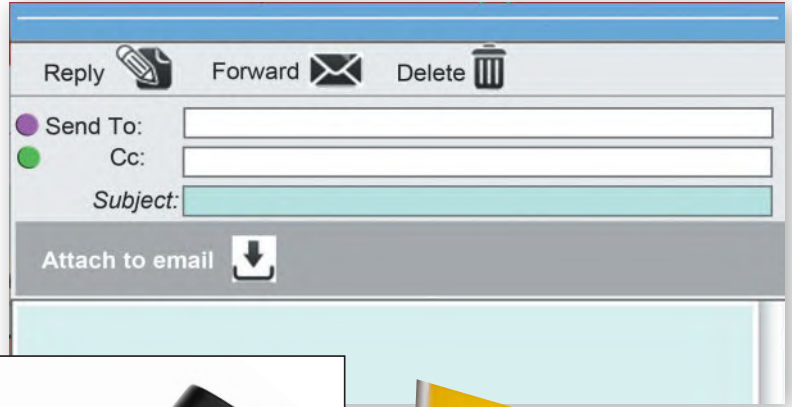 Reply Forward Delete
Send To:
Cc:
Subject:
Attach to email